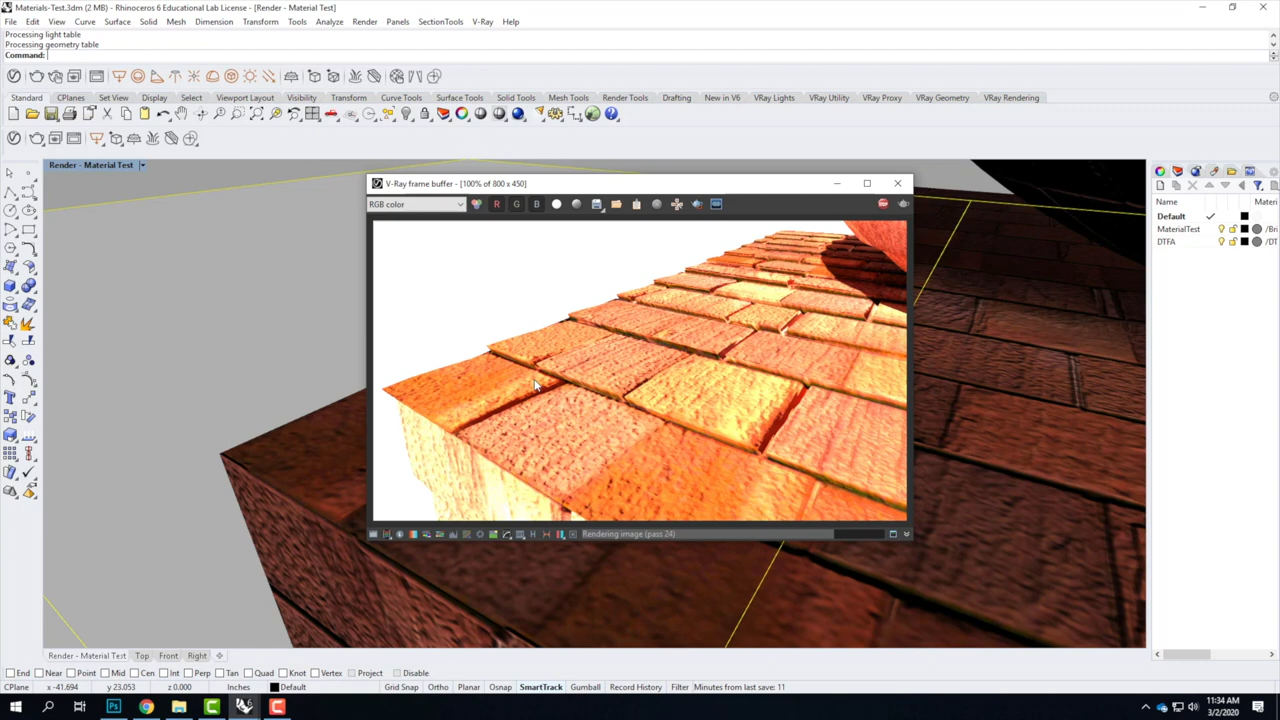 Materials-Test.3dm (2 MB) - Rhinoceros 6 Educational Lab License - [Render - Material Test]
File Edit View Curve Surface Solid Mesh Dimension Transform Tools Analyze Render Panels SectionTools V-Ray Help
Processing light table
Processing geometry table
Command:
Standard CPlanes Set View Display Select Viewport Layout Visibility Transform Curve Tools Surface Tools Solid Tools Mesh Tools Render Tools Drafting New in V6 VRay Lights VRay Utility VRay Proxy VRay Geometry VRay Rendering
Render - Material Test
V-Ray frame buffer - [100% of 800 x 450]
RGB color R G B
Name Materi
Default
MaterialTest /Bri
DTFA /DT
Rendering image (pass 24)
Render - Material Test Top Front Right
End Near Point Mid Cen Int Perp Tan Quad Knot Vertex Project Disable
CPlane x -41.694 y 23.053 z 0.000 Inches Default Grid Snap Ortho Planar Osnap SmartTrack Gumball Record History Filter Minutes from last save: 11
11:34 AM
3/2/2020